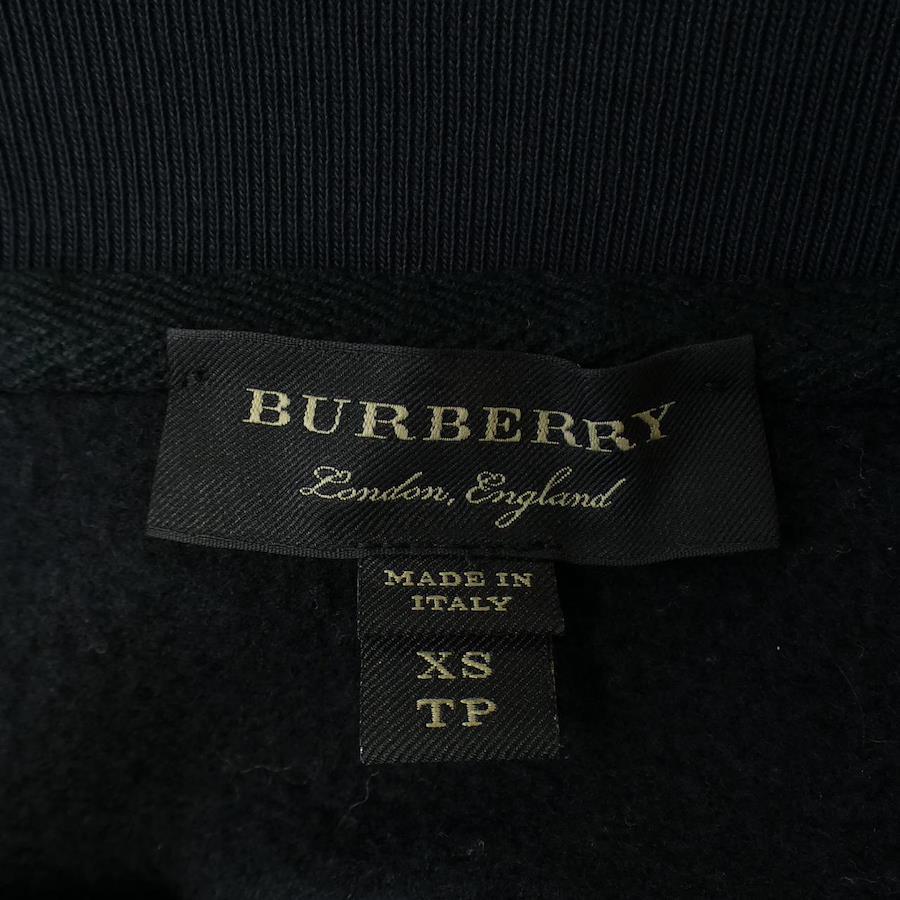 BURBERRY
London, England
MADE IN
ITALY
XS
TP